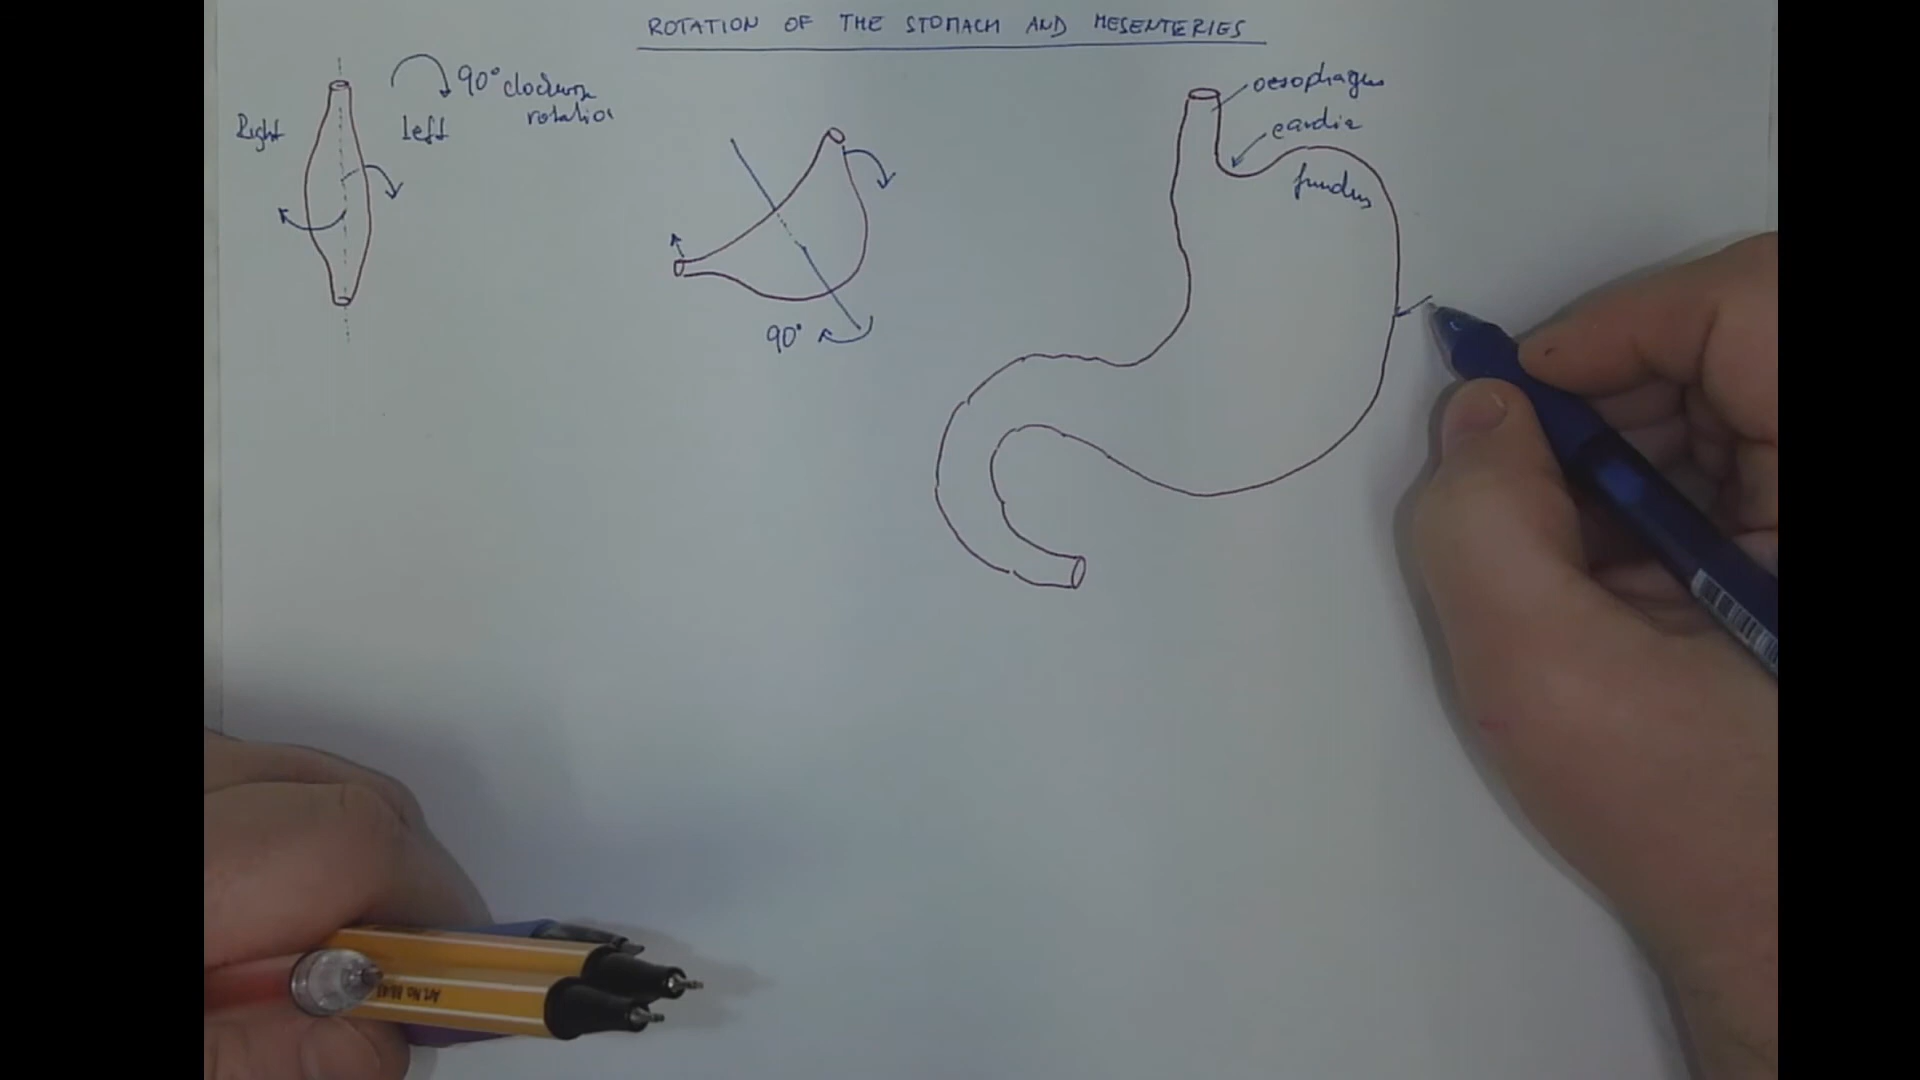 ROTATION OF THE STOMACH AND MESENTERIES
90° clockwise
rotation
Right
Left
90°
oesophagus
cardia
fundus